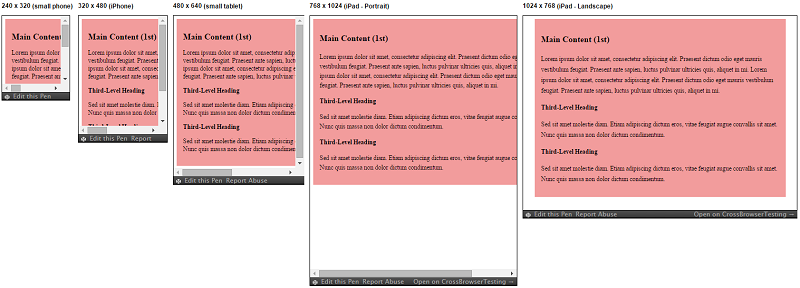 240 x 320 (small phone)
Main Content
Lorem ipsum dolor
vestibulum feugiat.
ipsum dolor sit ame
feugiat. Praesent an
Edit this Pen
320 x 480 (iPhone)
Main Content (1st)
Lorem ipsum dolor sit amet,
vestibulum feugiat. Praesent
ipsum dolor sit amet, consect
feugiat. Praesent ante sapien,
Third-Level Heading
Sed sit amet molestie diam.
Nunc quis massa non dolor
Third-Level Heading
Edit this Pen Report
480 x 640 (small tablet)
Main Content (1st)
Lorem ipsum dolor sit amet, consectetur adip
vestibulum feugiat. Praesent ante sapien, luct
ipsum dolor sit amet, consectetur adipiscing e
feugiat. Praesent ante sapien, luctus pulvinar
Third-Level Heading
Sed sit amet molestie diam. Etiam adipiscing
Nunc quis massa non dolor dictum condiment
Third-Level Heading
Sed sit amet molestie diam. Etiam adipiscing
Nunc quis massa non dolor dictum condiment
Edit this Pen Report Abuse
768 x 1024 (iPad - Portrait)
Main Content (1st)
Lorem ipsum dolor sit amet, consectetur adipiscing elit. Praesent dictum odio eget
vestibulum feugiat. Praesent ante sapien, luctus pulvinar ultricies quis, aliquet in mi.
ipsum dolor sit amet, consectetur adipiscing elit. Praesent dictum odio eget mauris
feugiat. Praesent ante sapien, luctus pulvinar ultricies quis, aliquet in mi.
Third-Level Heading
Sed sit amet molestie diam. Etiam adipiscing dictum eros, vitae feugiat augue con
Nunc quis massa non dolor dictum condimentum.
Third-Level Heading
Sed sit amet molestie diam. Etiam adipiscing dictum eros, vitae feugiat augue con
Nunc quis massa non dolor dictum condimentum.
Edit this Pen Report Abuse Open on CrossBrowserTesting →
1024 x 768 (iPad - Landscape)
Main Content (1st)
Lorem ipsum dolor sit amet, consectetur adipiscing elit. Praesent dictum odio eget mauris
vestibulum feugiat. Praesent ante sapien, luctus pulvinar ultricies quis, aliquet in mi. Lorem
ipsum dolor sit amet, consectetur adipiscing elit. Praesent dictum odio eget mauris vestibulum
feugiat. Praesent ante sapien, luctus pulvinar ultricies quis, aliquet in mi.
Third-Level Heading
Sed sit amet molestie diam. Etiam adipiscing dictum eros, vitae feugiat augue convallis sit amet.
Nunc quis massa non dolor dictum condimentum.
Third-Level Heading
Sed sit amet molestie diam. Etiam adipiscing dictum eros, vitae feugiat augue convallis sit amet.
Nunc quis massa non dolor dictum condimentum.
Edit this Pen Report Abuse Open on CrossBrowserTesting →